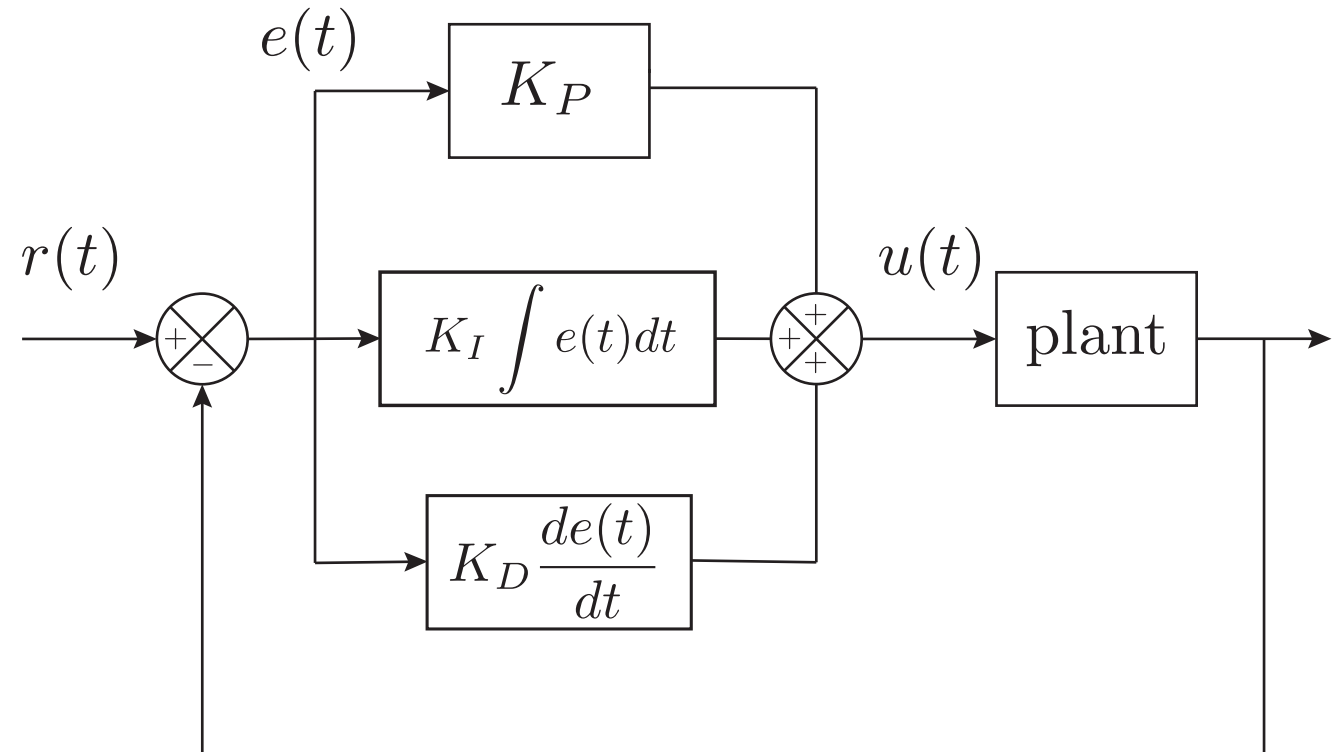 e(t)
K_P
r(t)
+
−
K_I ∫ e(t)dt
+
+
+
u(t)
plant
K_D de(t)/dt